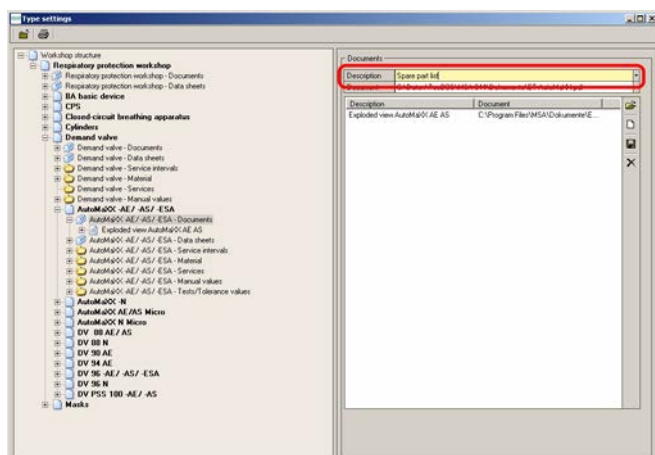 Type settings
Workshop structure
Respiratory protection workshop
Respiratory protection workshop - Documents
Respiratory protection workshop - Data sheets
BA basic device
CPS
Closed-circuit breathing apparatus
Cylinders
Demand valve
Demand valve - Documents
Demand valve - Data sheets
Demand valve - Service intervals
Demand valve - Material
Demand valve - Services
Demand valve - Manual values
AutoMaXX -AE/ -AS/ -ESA
AutoMaXX -AE/ -AS/ -ESA - Documents
Exploded view AutoMaXX AE AS
AutoMaXX -AE/ -AS/ -ESA - Data sheets
AutoMaXX -AE/ -AS/ -ESA - Service intervals
AutoMaXX -AE/ -AS/ -ESA - Material
AutoMaXX -AE/ -AS/ -ESA - Services
AutoMaXX -AE/ -AS/ -ESA - Manual values
AutoMaXX -AE/ -AS/ -ESA - Tests/Tolerance values
AutoMaXX -N
AutoMaXX AE/AS Micro
AutoMaXX N Micro
DV 88 AE/ AS
DV 88 N
DV 90 AE
DV 94 AE
DV 96 -AE/ -AS/ -ESA
DV 96 N
DV PSS 100 -AE/ -AS
Masks
Documents
Description Spare part list
Document
Description Document
Exploded view AutoMaXX AE AS C:\Program Files\MSA\Dokumente\E...